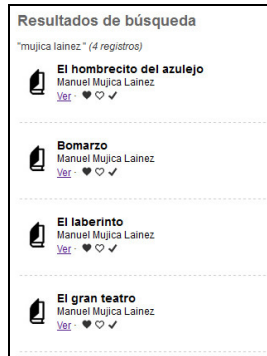 Resultados de búsqueda
"mujica lainez" (4 registros)
El hombrecito del azulejo
Manuel Mujica Lainez
Ver · ♥ ♡ ✓
Bomarzo
Manuel Mujica Lainez
Ver · ♥ ♡ ✓
El laberinto
Manuel Mujica Lainez
Ver · ♥ ♡ ✓
El gran teatro
Manuel Mujica Lainez
Ver · ♥ ♡ ✓